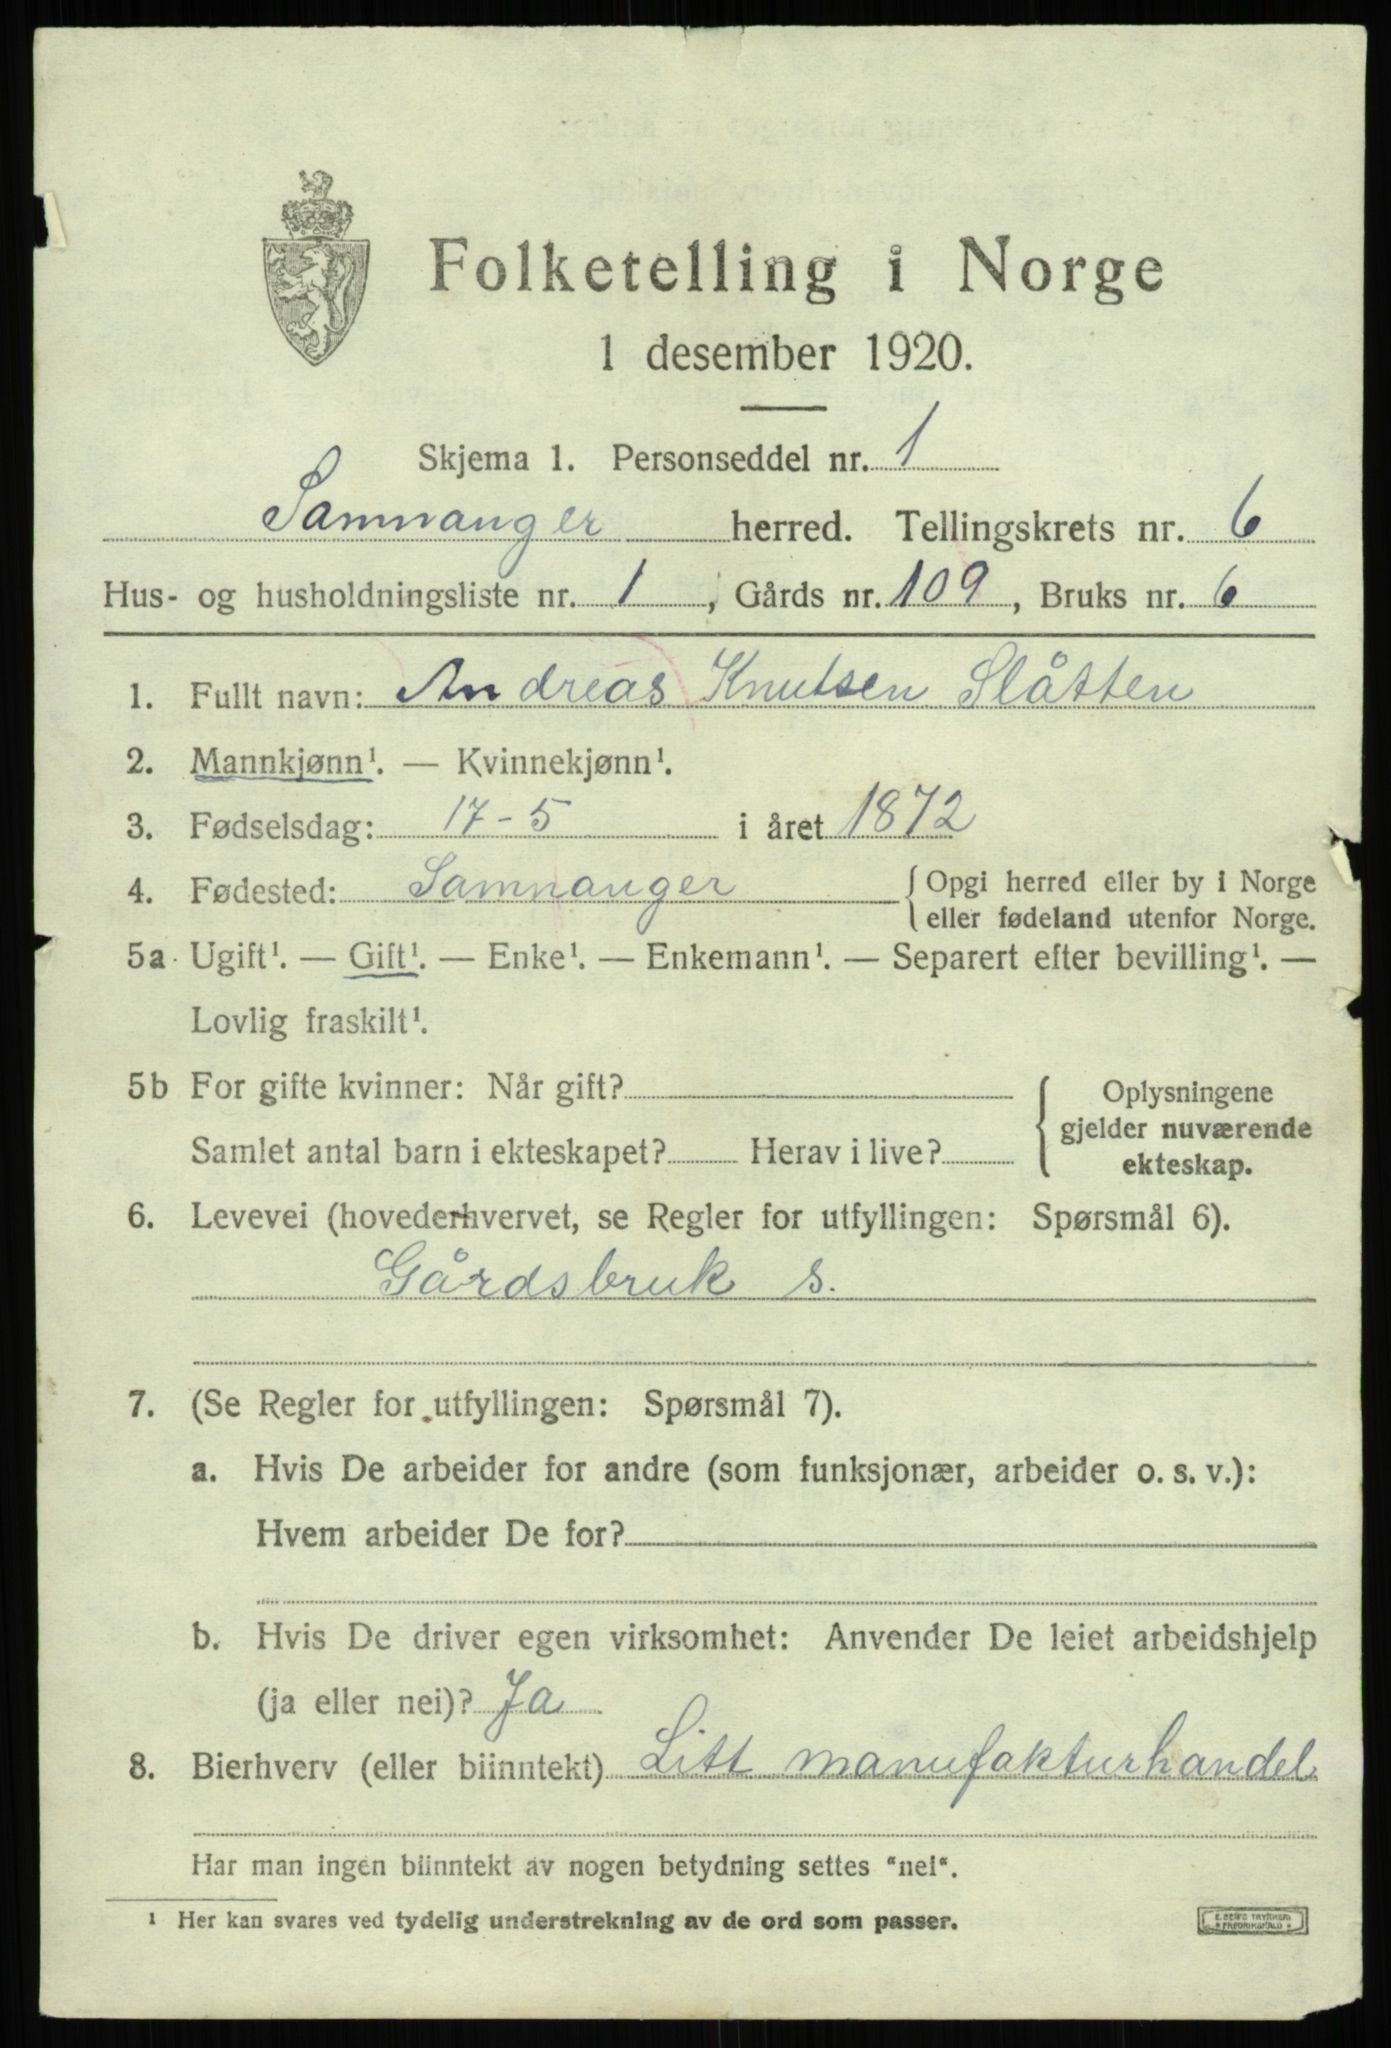 Folketelling i Norge
1 desember 1920.
Skjema 1. Personseddel nr. 1
Samnanger herred. Tellingskrets nr. 6
Hus- og husholdningsliste nr. 1, Gårds nr. 109, Bruks nr. 6
1. Fullt navn: Andreas Knutsen Slåtten
2. Mannkjønn¹. — Kvinnekjønn¹.
3. Fødselsdag: 17-5 i året 1872
4. Fødested: Samnanger { Opgi herred eller by i Norge
eller fødeland utenfor Norge.
5a Ugift¹. — Gift¹. — Enke¹. — Enkemann¹. — Separert efter bevilling¹. —
Lovlig fraskilt¹.
5b For gifte kvinner: Når gift?
Samlet antal barn i ekteskapet? Herav i live?
{ Oplysningene
gjelder nuværende
ekteskap.
6. Levevei (hovederhvervet, se Regler for utfyllingen: Spørsmål 6).
Gårdsbruk s.
7. (Se Regler for utfyllingen: Spørsmål 7).
a. Hvis De arbeider for andre (som funksjonær, arbeider o. s. v.):
Hvem arbeider De for?
b. Hvis De driver egen virksomhet: Anvender De leiet arbeidshjelp
(ja eller nei)? Ja
8. Bierhverv (eller biinntekt) Litt manufakturhandel
Har man ingen biinntekt av nogen betydning settes "nei".
¹ Her kan svares ved tydelig understrekning av de ord som passer.
E. SEMS TRYKKERI
FREDRIKSHALD